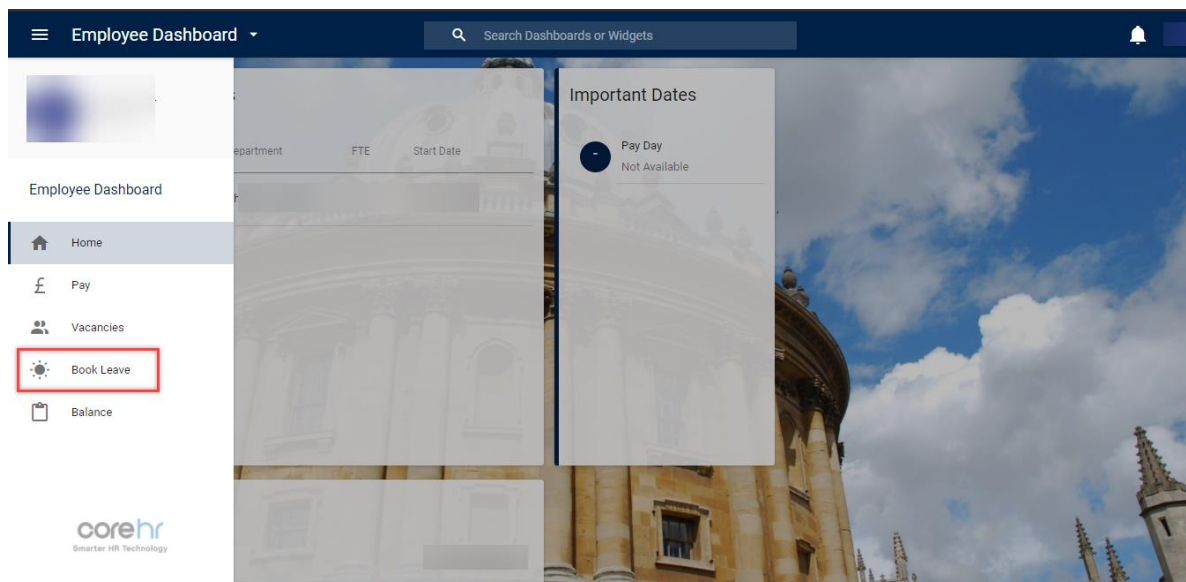 Employee Dashboard
Search Dashboards or Widgets
Employee Dashboard
Home
£ Pay
Vacancies
Book Leave
Balance
corehr
Smarter HR Technology
FTE
Start Date
Important Dates
-
Pay Day
Not Available